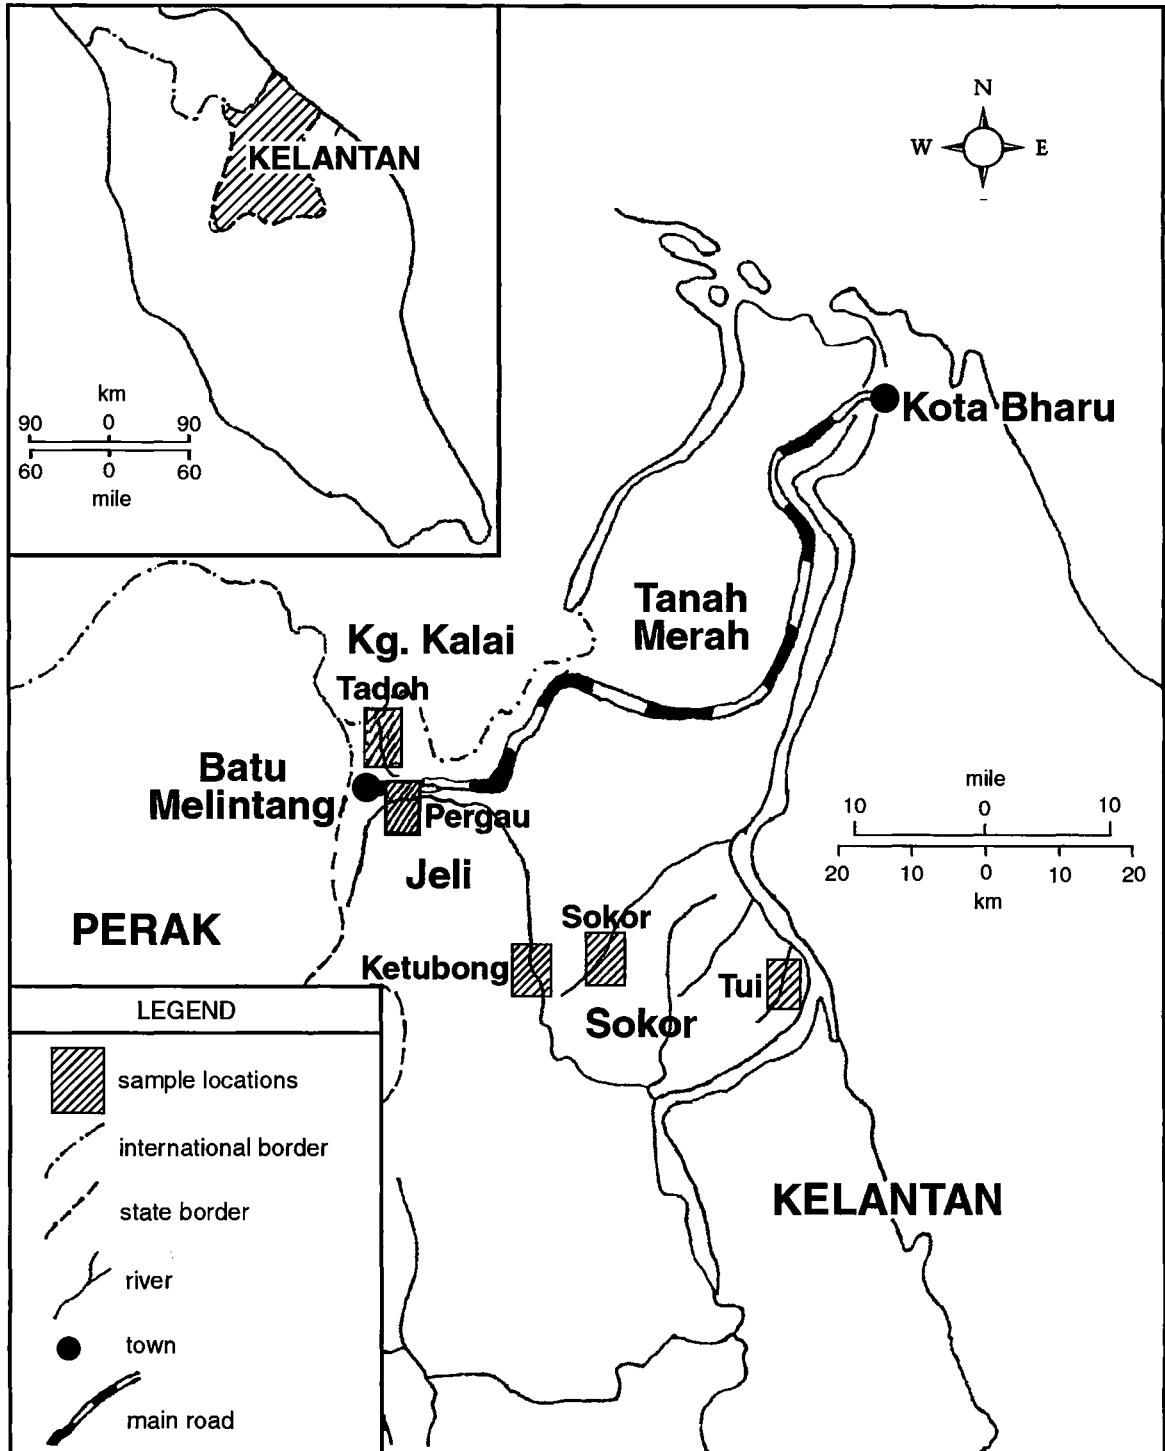 KELANTAN
km
90 0 90
60 0 60
mile
N
W E
Kota Bharu
Tanah
Merah
Kg. Kalai
Tadoh
Batu
Melintang
Pergau
Jeli
mile
10 0 10
20 10 0 10 20
km
PERAK
Sokor
Ketubong
Tui
Sokor
KELANTAN
LEGEND
sample locations
international border
state border
river
town
main road